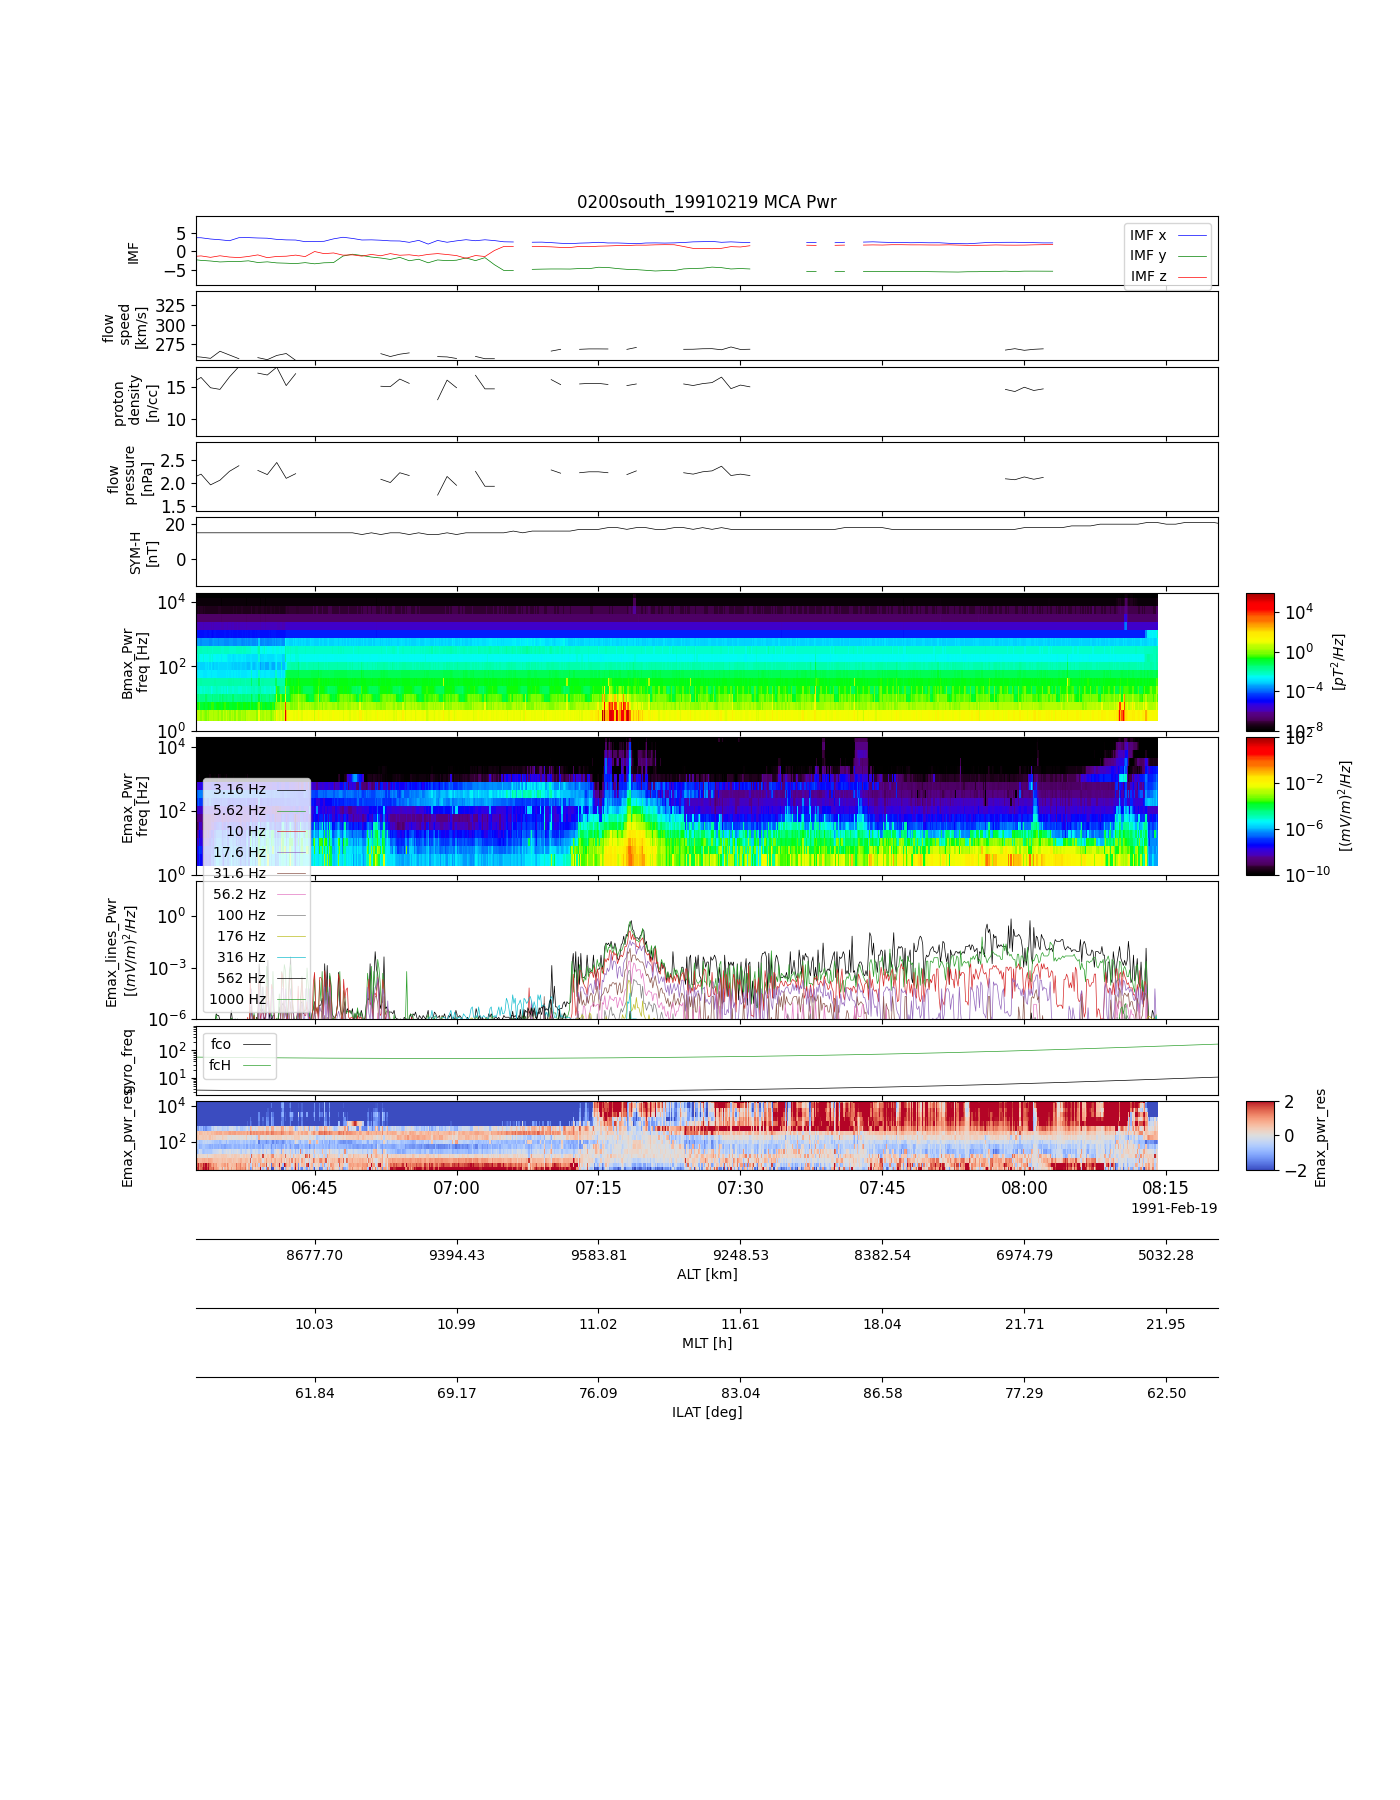 0200south_19910219 MCA Pwr
IMF
5
0
−5
IMF x
IMF y
IMF z
flow
speed
[km/s]
325
300
275
proton
density
[n/cc]
15
10
flow
pressure
[nPa]
2.5
2.0
1.5
SYM-H
[nT]
20
0
Bmax_Pwr
freq [Hz]
10^4
10^2
10^0
10^4
10^0
10^−4
10^−8
[pT^2/Hz]
Emax_Pwr
freq [Hz]
10^4
10^2
10^0
10^2
10^−2
10^−6
10^−10
[(mV/m)^2/Hz]
3.16 Hz
5.62 Hz
10 Hz
17.6 Hz
31.6 Hz
56.2 Hz
100 Hz
176 Hz
316 Hz
562 Hz
1000 Hz
Emax_lines_Pwr
[(mV/m)^2/Hz]
10^0
10^−3
10^−6
gyro_freq
10^2
10^1
fco
fcH
Emax_pwr_res
10^4
10^2
2
0
−2
Emax_pwr_res
06:45 07:00 07:15 07:30 07:45 08:00 08:15
1991-Feb-19
8677.70 9394.43 9583.81 9248.53 8382.54 6974.79 5032.28
ALT [km]
10.03 10.99 11.02 11.61 18.04 21.71 21.95
MLT [h]
61.84 69.17 76.09 83.04 86.58 77.29 62.50
ILAT [deg]